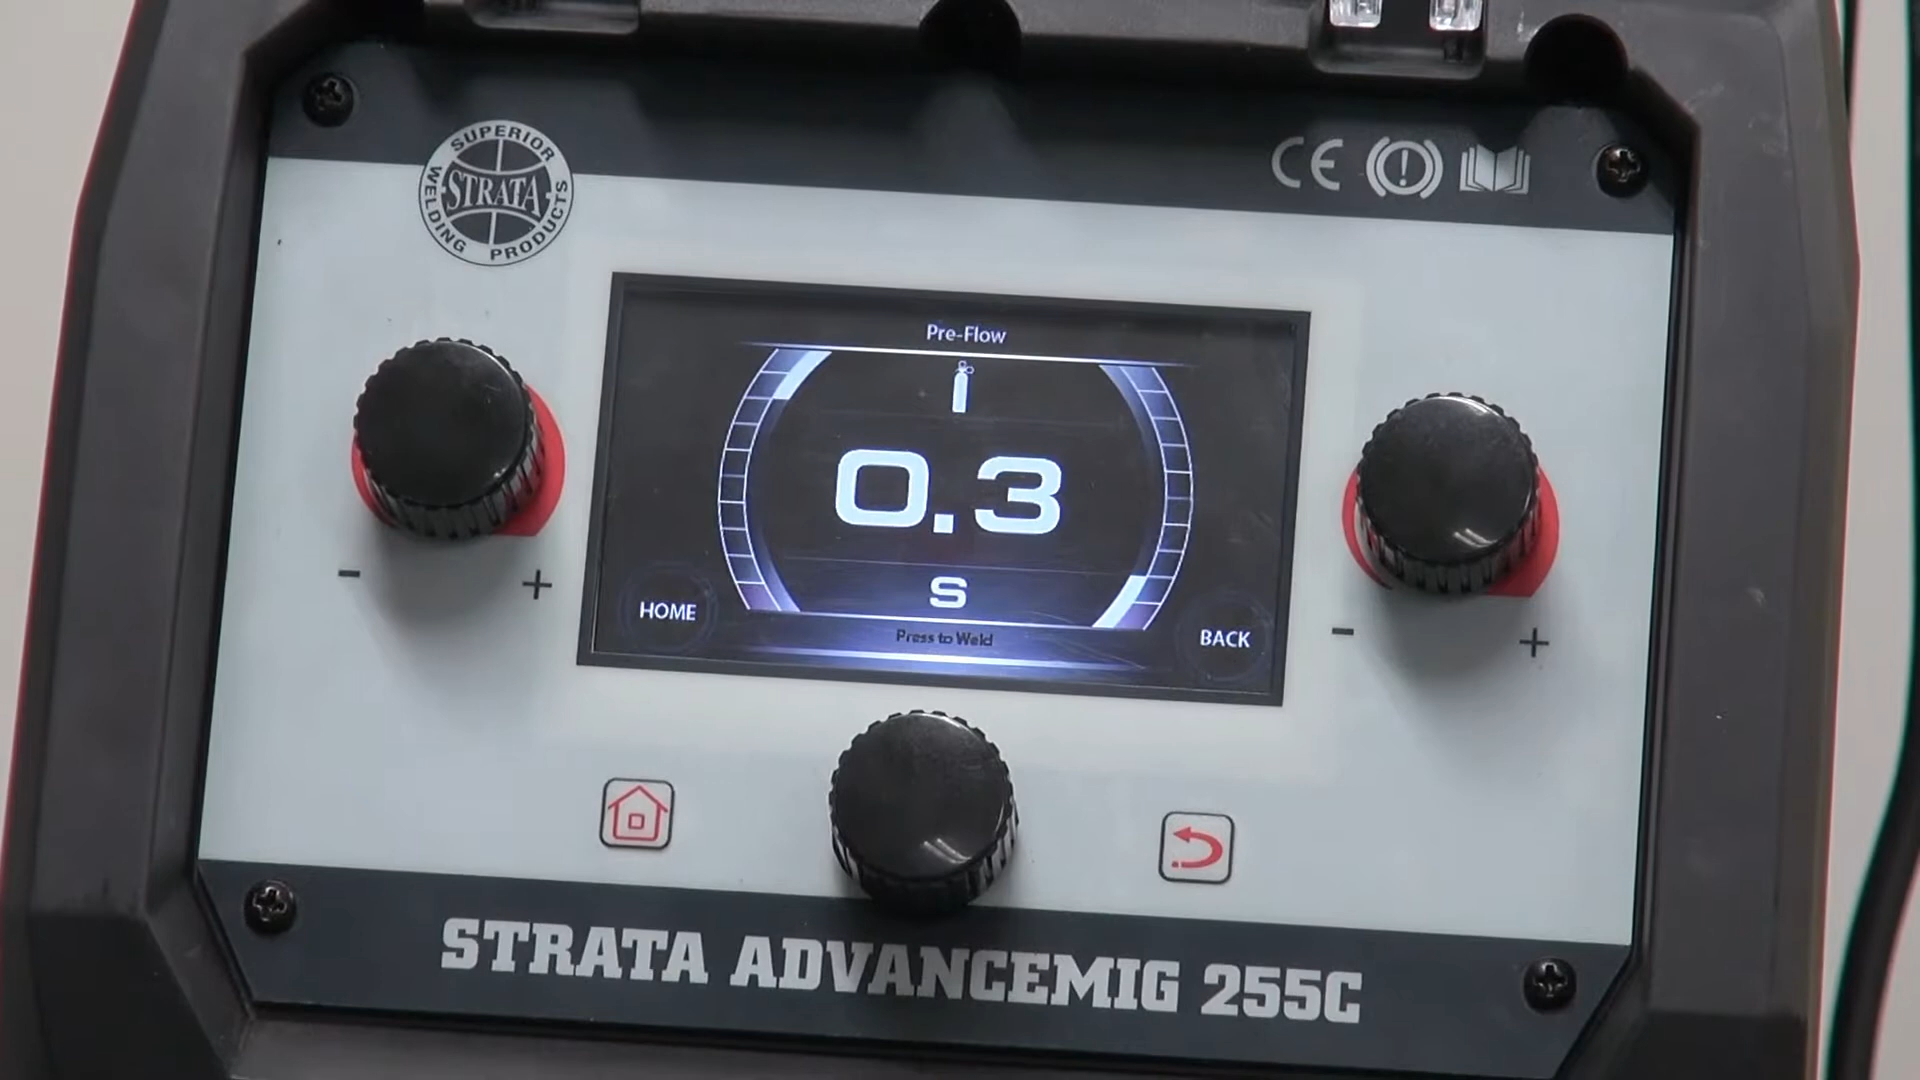 SUPERIOR
STRATA
WELDING PRODUCTS
CE
Pre-Flow
0.3
S
HOME
Press to Weld
BACK
- +
- +
STRATA ADVANCEMIG 255C